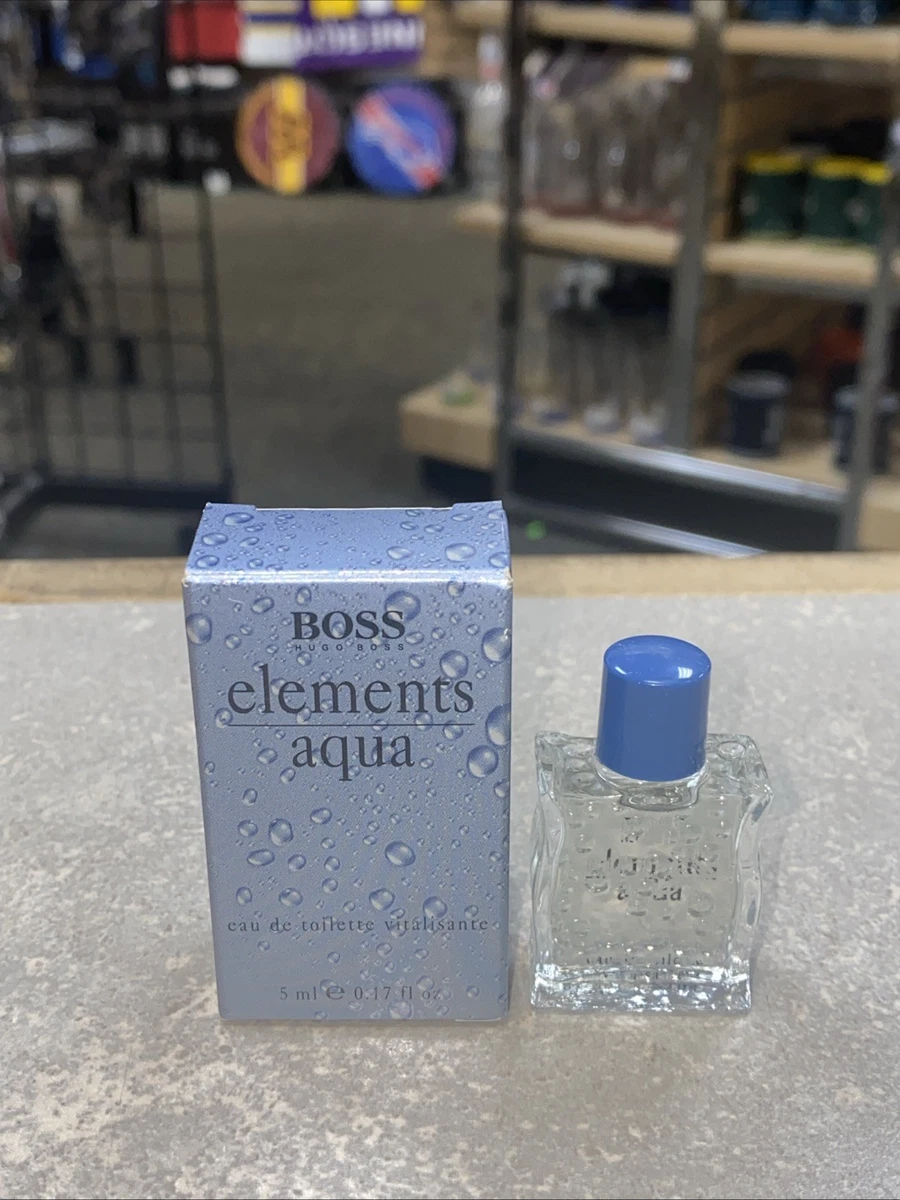 BOSS
HUGO BOSS
elements
aqua
eau de toilette vitalisante
5 ml ℮ 0.17 fl oz